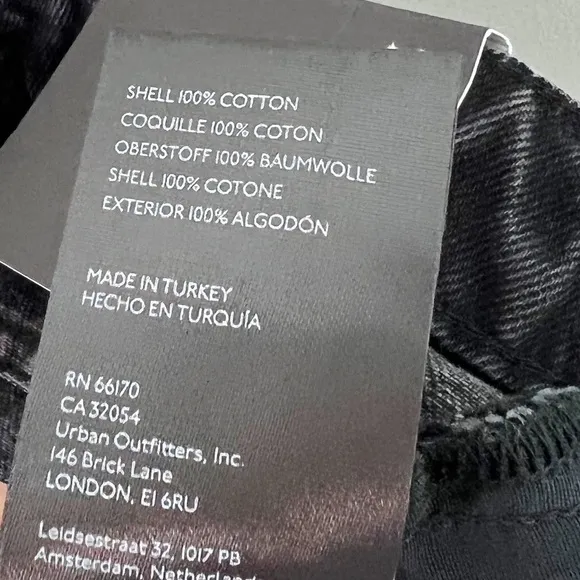 SHELL 100% COTTON
COQUILLE 100% COTON
OBERSTOFF 100% BAUMWOLLE
SHELL 100% COTONE
EXTERIOR 100% ALGODÓN
MADE IN TURKEY
HECHO EN TURQUÍA
RN 66170
CA 32054
Urban Outfitters, Inc.
146 Brick Lane
LONDON, E1 6RU
Leidsestraat 32, 1017 PB
Amsterdam, Netherland